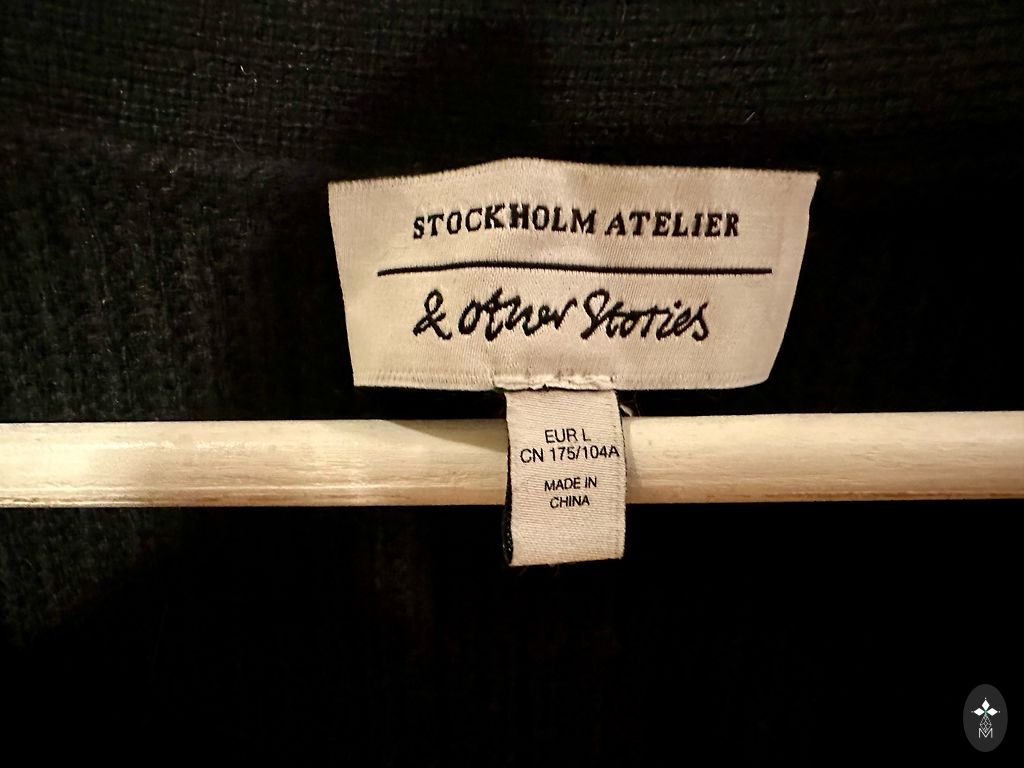 STOCKHOLM ATELIER
& other Stories
EUR L
CN 175/104A
MADE IN
CHINA
M